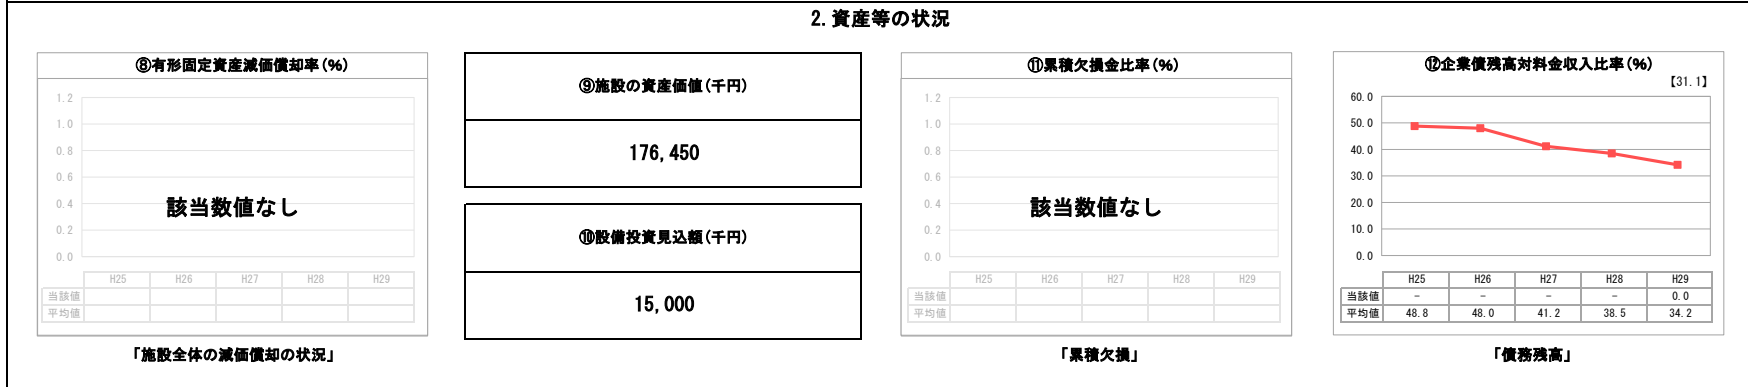 2. 資産等の状況
⑧有形固定資産減価償却率(%)
1.2
1.0
0.8
0.6
0.4
0.2
0.0
該当数値なし
H25 H26 H27 H28 H29
当該値
平均値
「施設全体の減価償却の状況」
⑨施設の資産価値(千円)
176,450
⑩設備投資見込額(千円)
15,000
⑪累積欠損金比率(%)
1.2
1.0
0.8
0.6
0.4
0.2
0.0
該当数値なし
H25 H26 H27 H28 H29
当該値
平均値
「累積欠損」
⑫企業債残高対料金収入比率(%)
【31.1】
60.0
50.0
40.0
30.0
20.0
10.0
0.0
H25 H26 H27 H28 H29
当該値 - - - - 0.0
平均値 48.8 48.0 41.2 38.5 34.2
「債務残高」